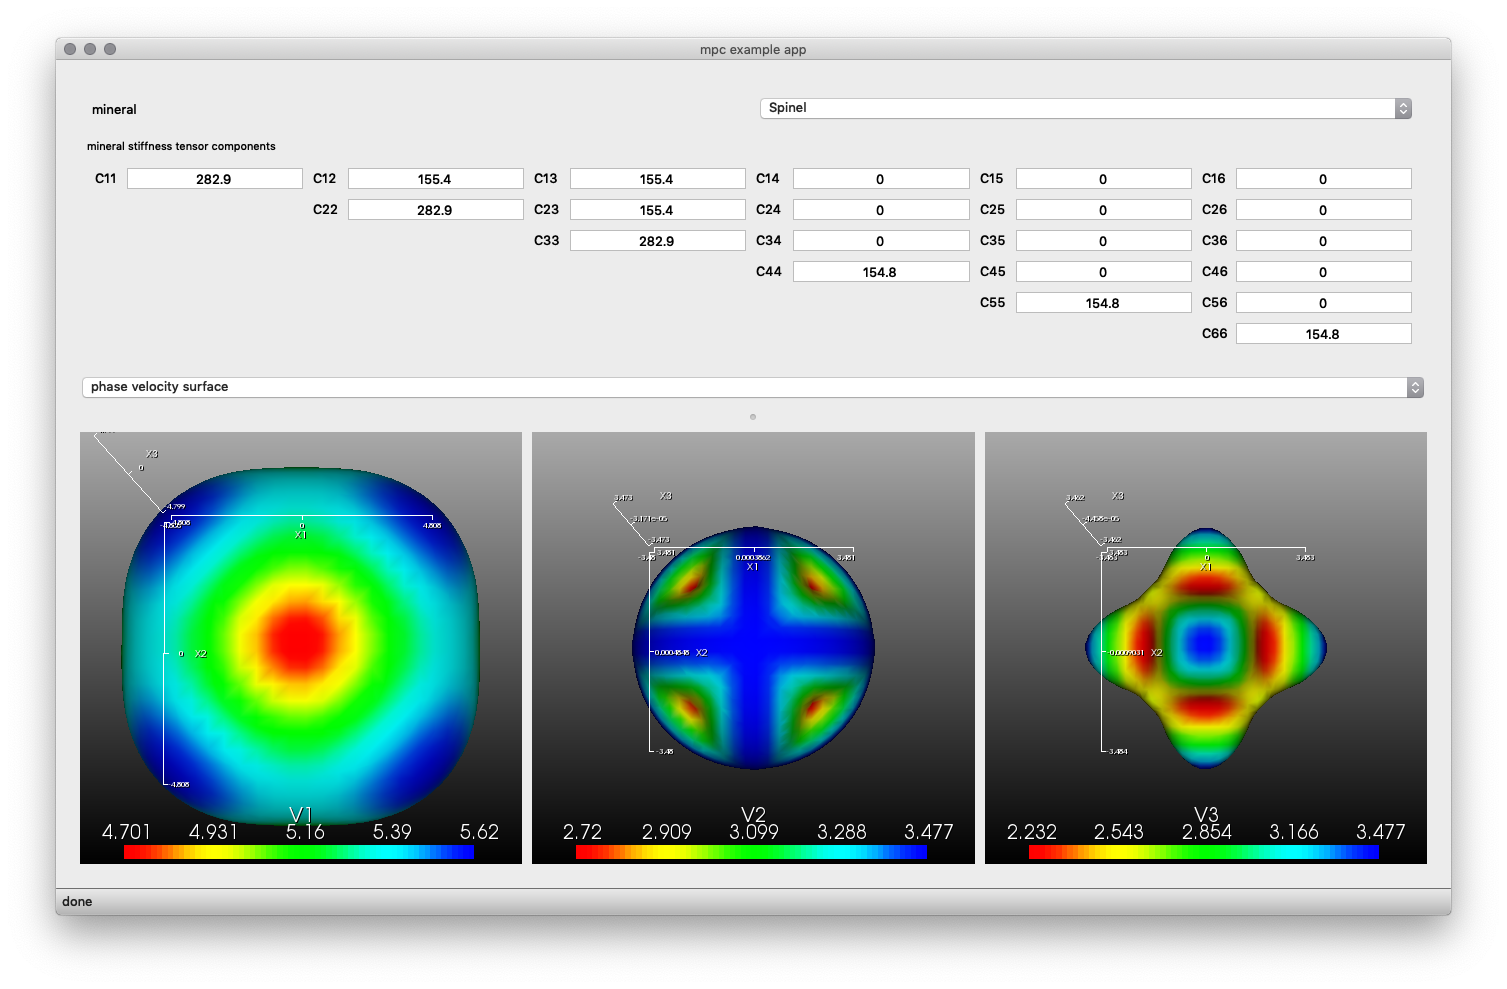 mpc example app
mineral Spinel
mineral stiffness tensor components
C11 282.9 C12 155.4 C13 155.4 C14 0 C15 0 C16 0
C22 282.9 C23 155.4 C24 0 C25 0 C26 0
C33 282.9 C34 0 C35 0 C36 0
C44 154.8 C45 0 C46 0
C55 154.8 C56 0
C66 154.8
phase velocity surface
X3
0
-4.799
0
4.808
X1
0 X2
-4.808
V1
4.701 4.931 5.16 5.39 5.62
3.473 X3
-3.171e-05
-3.473
0.0003862 3.481
X1
-0.0004848 X2
-3.48
V2
2.72 2.909 3.099 3.288 3.477
3.462 X3
-4.458e-05
-3.462
0 3.483
X1
-0.0009031 X2
-3.484
V3
2.232 2.543 2.854 3.166 3.477
done